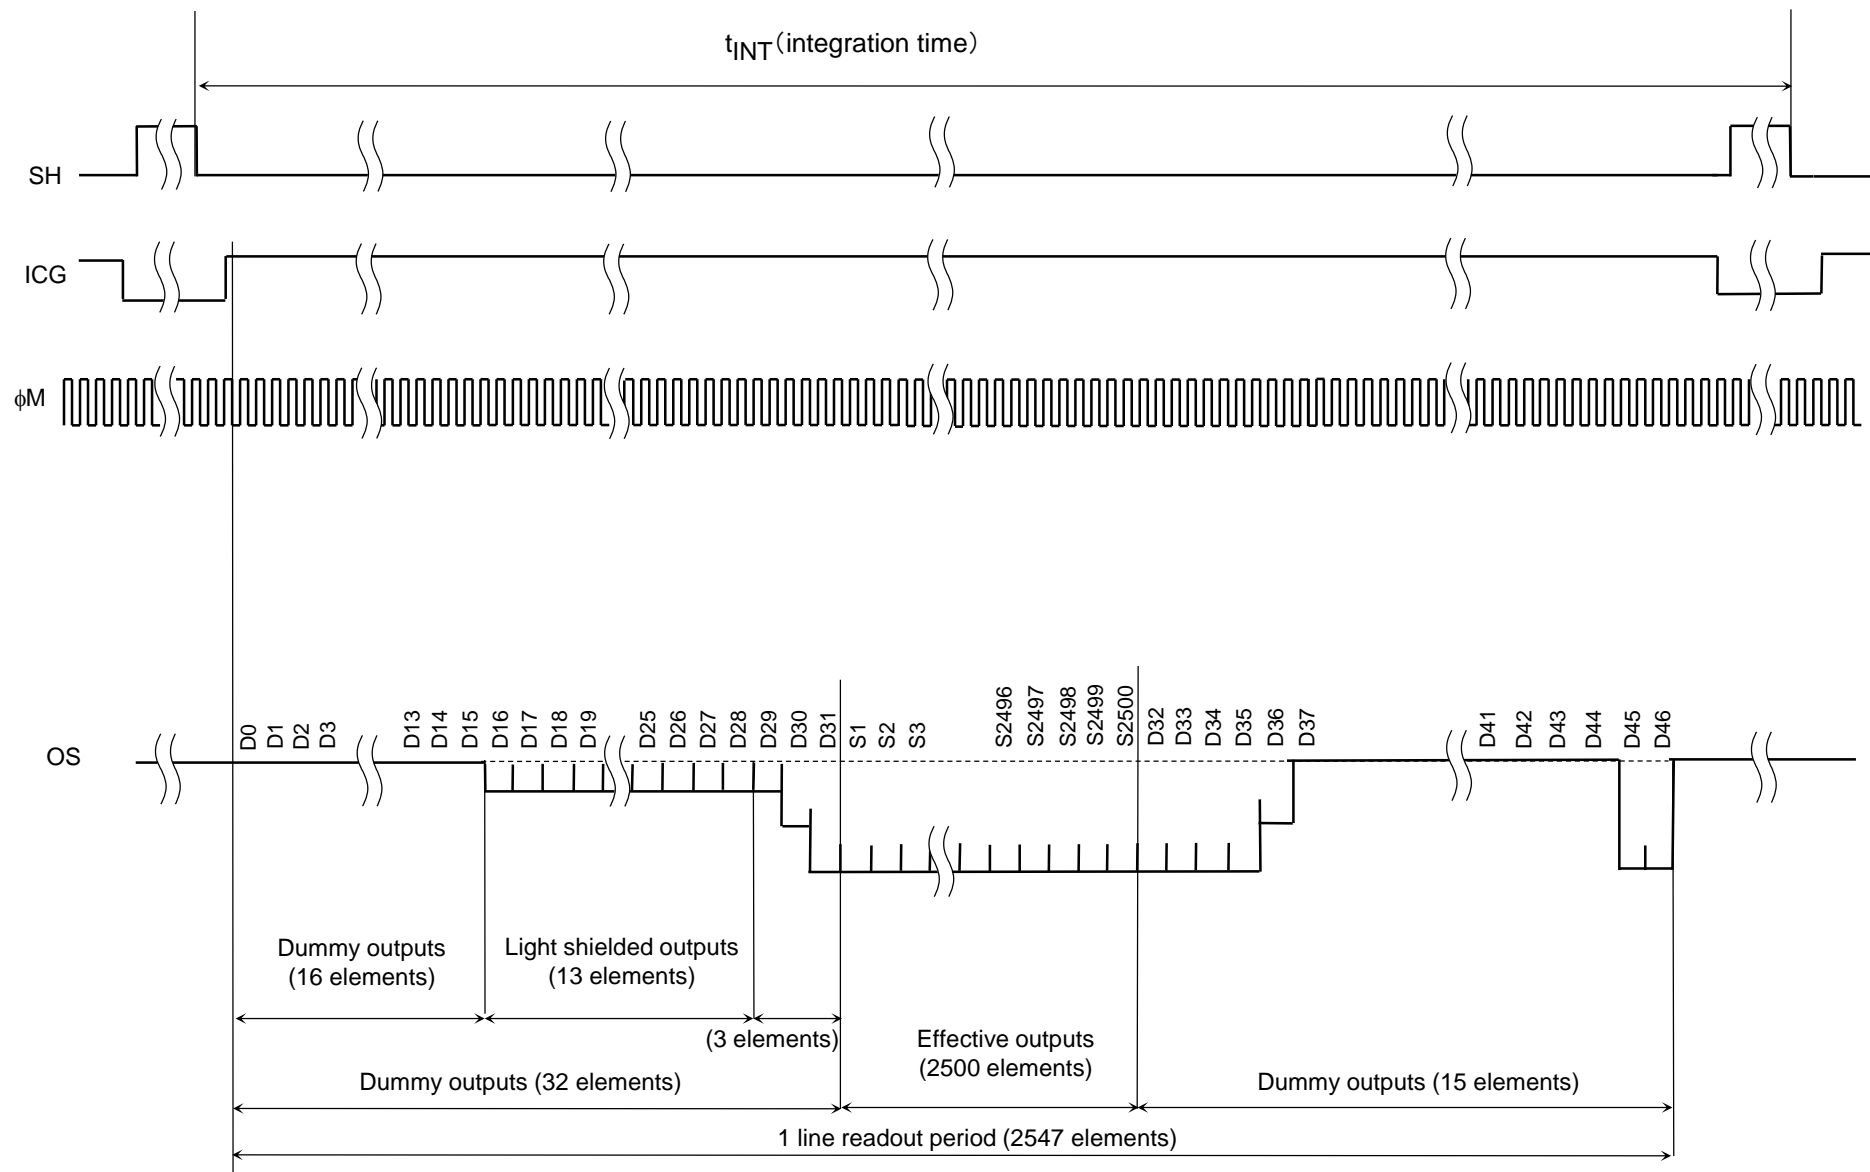 tINT(integration time)
SH
ICG
ϕM
OS
D0
D1
D2
D3
D13
D14
D15
D16
D17
D18
D19
D25
D26
D27
D28
D29
D30
D31
S1
S2
S3
S2496
S2497
S2498
S2499
S2500
D32
D33
D34
D35
D36
D37
D41
D42
D43
D44
D45
D46
Dummy outputs
(16 elements)
Light shielded outputs
(13 elements)
(3 elements)
Effective outputs
(2500 elements)
Dummy outputs (32 elements)
Dummy outputs (15 elements)
1 line readout period (2547 elements)